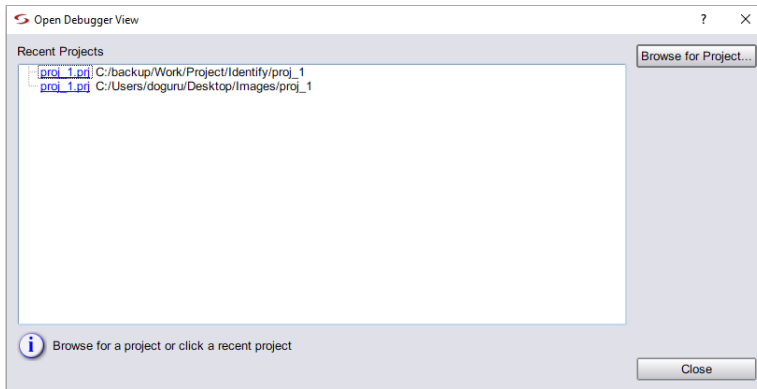 Open Debugger View
? X
Recent Projects
Browse for Project...
proj_1.prj C:/backup/Work/Project/Identify/proj_1
proj_1.prj C:/Users/doguru/Desktop/Images/proj_1
i Browse for a project or click a recent project
Close